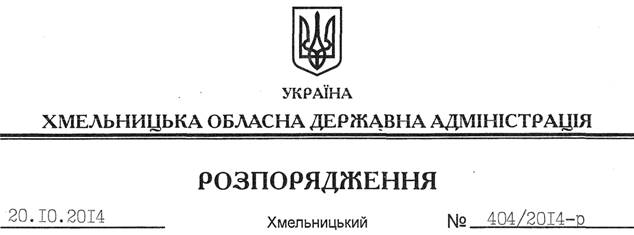 УКРАЇНА
ХМЕЛЬНИЦЬКА ОБЛАСНА ДЕРЖАВНА АДМІНІСТРАЦІЯ
РОЗПОРЯДЖЕННЯ
20.10.2014 Хмельницький № 404/2014-р